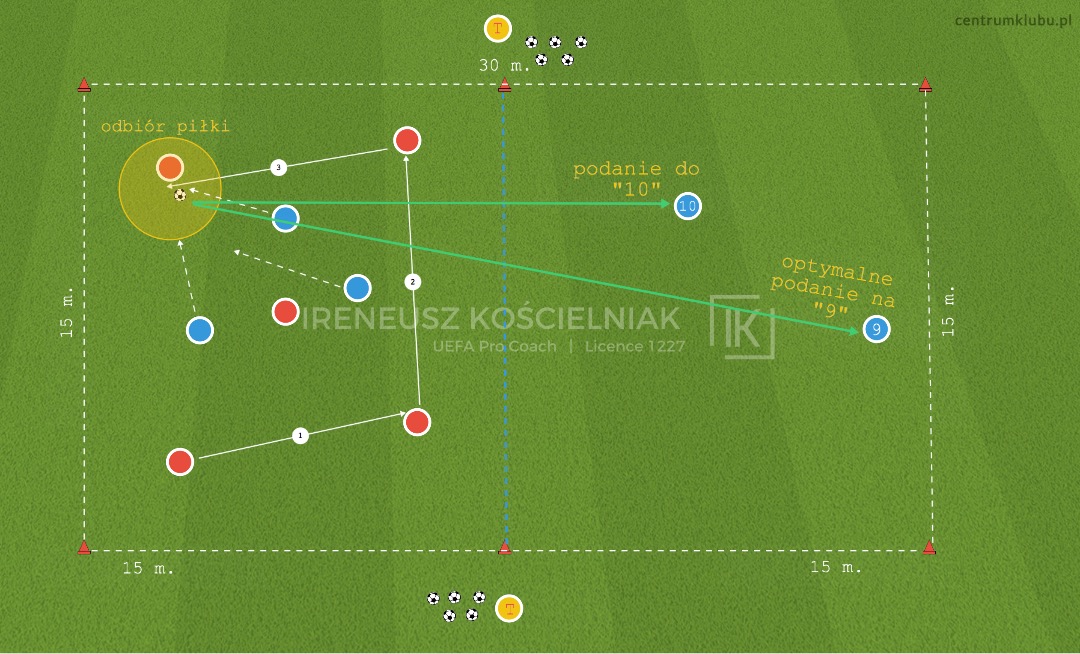 centrumklubu.pl
T
30 m.
odbiór piłki
3
podanie do
"10"
10
optymalne
podanie na
"9"
2
15 m.
15 m.
IRENEUSZ KOŚCIELNIAK
IK
9
UEFA Pro Coach | Licence 1227
1
15 m.
15 m.
T